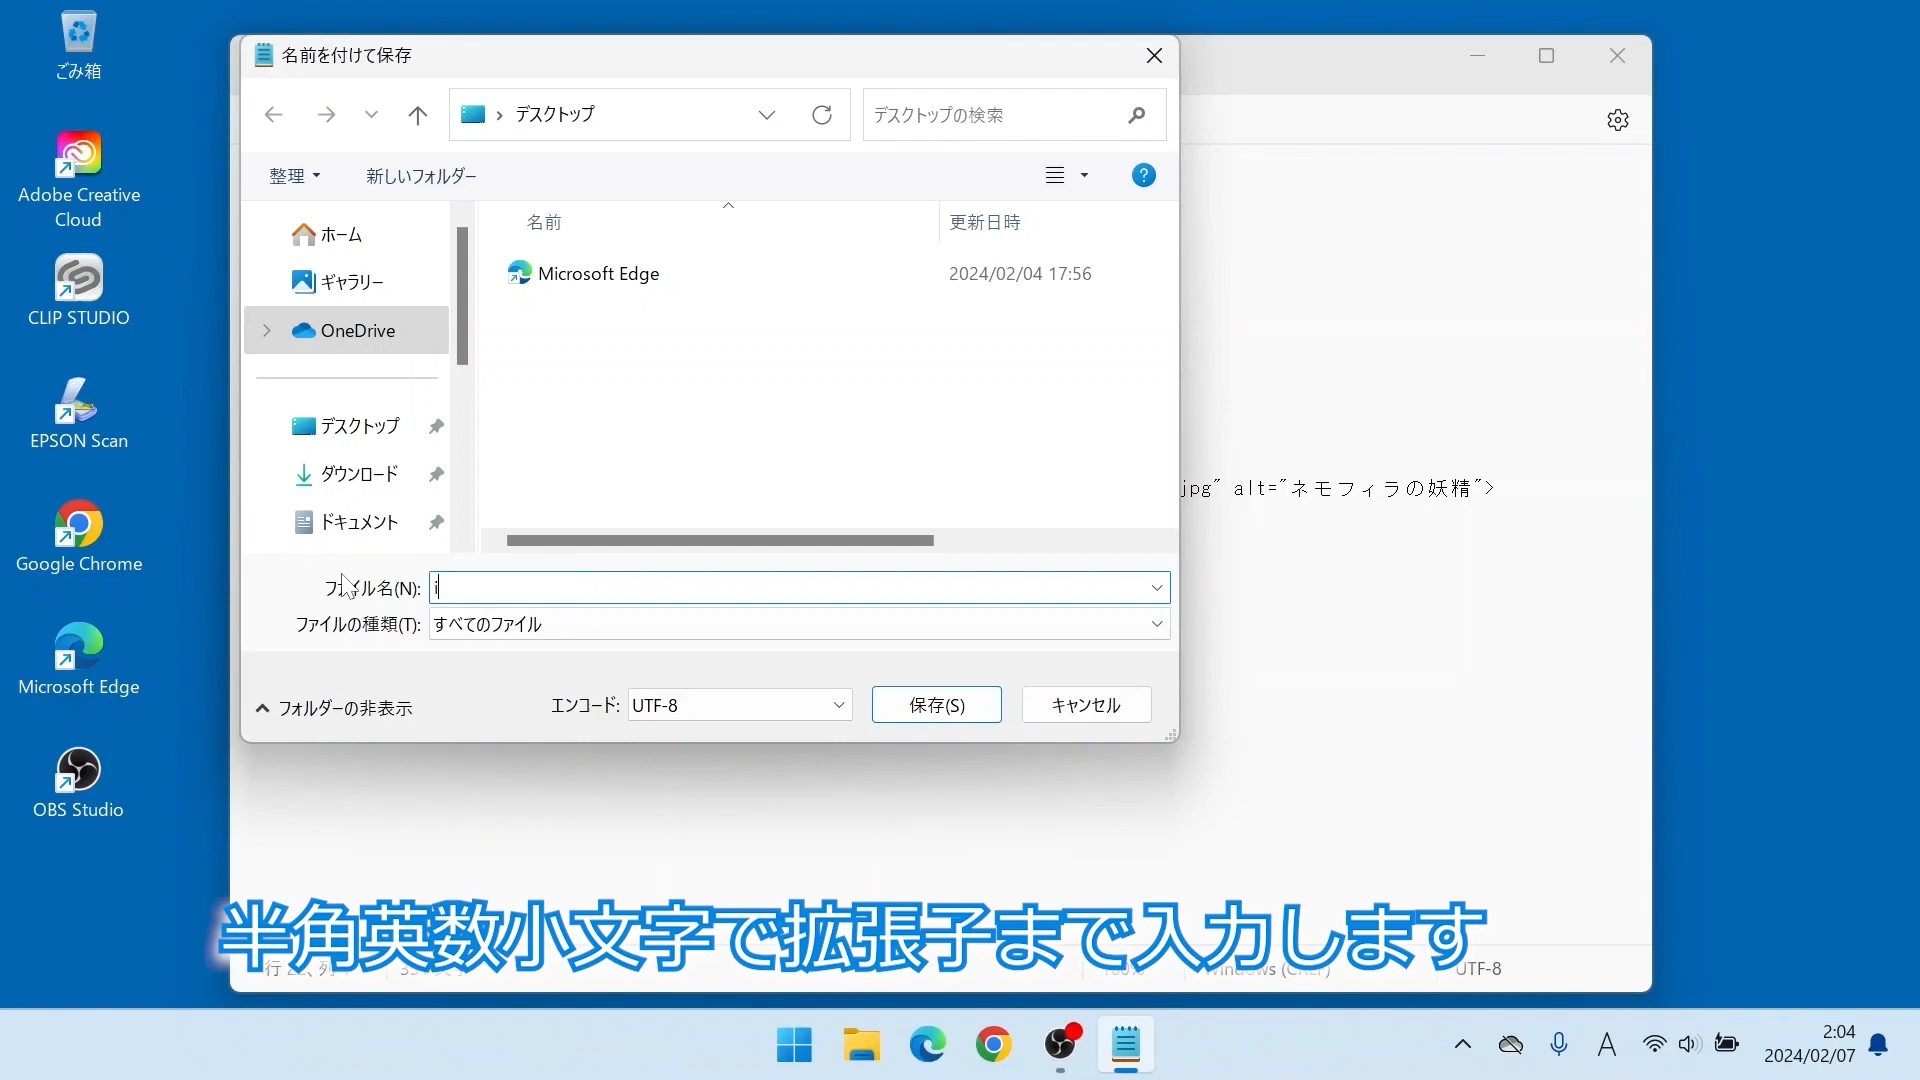 ごみ箱
Adobe Creative
Cloud
CLIP STUDIO
EPSON Scan
Google Chrome
Microsoft Edge
OBS Studio
名前を付けて保存
デスクトップ
デスクトップの検索
整理
新しいフォルダー
ホーム
ギャラリー
OneDrive
デスクトップ
ダウンロード
ドキュメント
名前
更新日時
Microsoft Edge
2024/02/04 17:56
jpg" alt="ネモフィラの妖精">
ファイル名(N): i
ファイルの種類(T): すべてのファイル
フォルダーの非表示
エンコード: UTF-8
保存(S)
キャンセル
半角英数小文字で拡張子まで入力します
UTF-8
A
2:04
2024/02/07